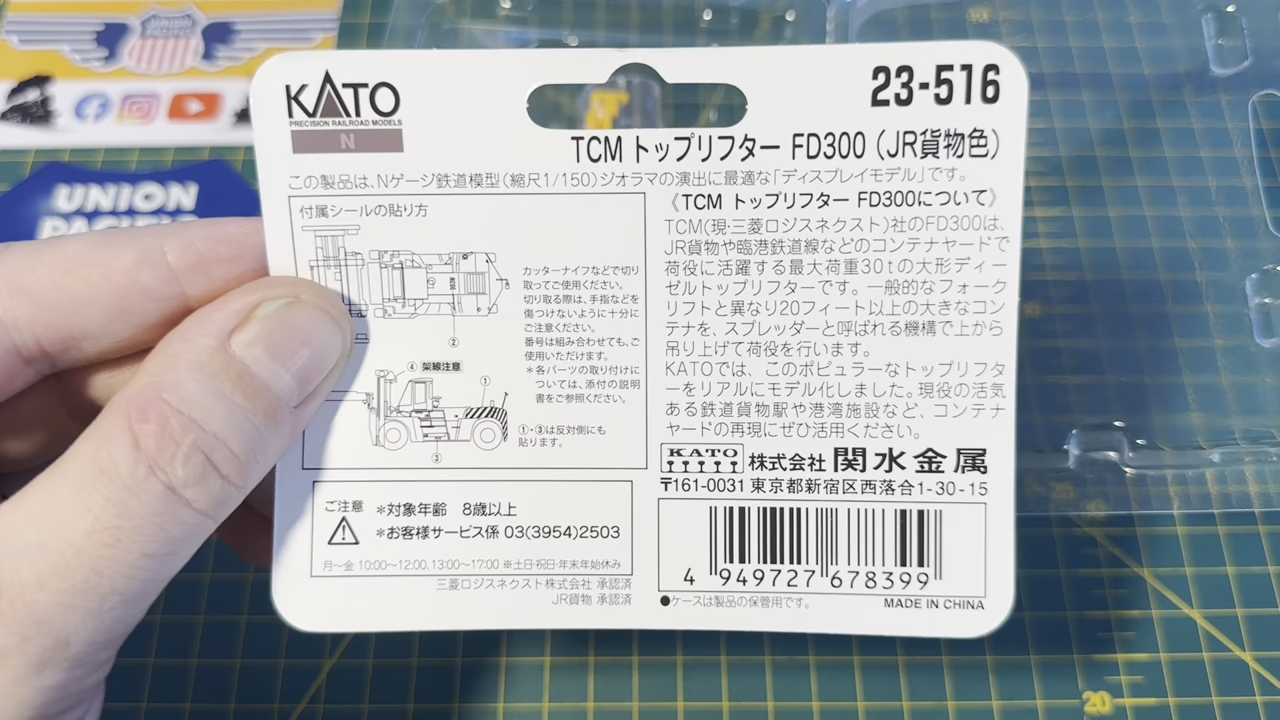 UNION
PACIFIC
UNION
PACIFIC
KATO
PRECISION RAILROAD MODELS
N
23-516
TCM トップリフター FD300（JR貨物色）
この製品は、Nゲージ鉄道模型（縮尺1/150）ジオラマの演出に最適な「ディスプレイモデル」です。
付属シールの貼り方
カッターナイフなどで切り
取ってご使用ください。
切り取る際は、手指などを
傷つけないように十分に
ご注意ください。
番号は組み合わせても、ご
使用いただけます。
＊各パーツの取り付けに
ついては、添付の説明
書をご参照ください。
②
④ 架線注意
①
③
①・③は反対側にも
貼ります。
《TCM トップリフター FD300について》
TCM(現・三菱ロジスネクスト)社のFD300は、
JR貨物や臨港鉄道線などのコンテナヤードで
荷役に活躍する最大荷重30tの大形ディー
ゼルトップリフターです。一般的なフォーク
リフトと異なり20フィート以上の大きなコン
テナを、スプレッダーと呼ばれる機構で上から
吊り上げて荷役を行います。
KATOでは、このポピュラーなトップリフタ
ーをリアルにモデル化しました。現役の活気
ある鉄道貨物駅や港湾施設など、コンテナ
ヤードの再現にぜひ活用ください。
KATO 株式会社 関水金属
〒161-0031 東京都新宿区西落合1-30-15
ご注意
＊対象年齢 8歳以上
＊お客様サービス係 03(3954)2503
月～金 10:00～12:00、13:00～17:00 ※土日・祝日・年末年始休み
三菱ロジスネクスト株式会社 承認済
JR貨物 承認済
4 949727 678399
●ケースは製品の保管用です。
MADE IN CHINA
20